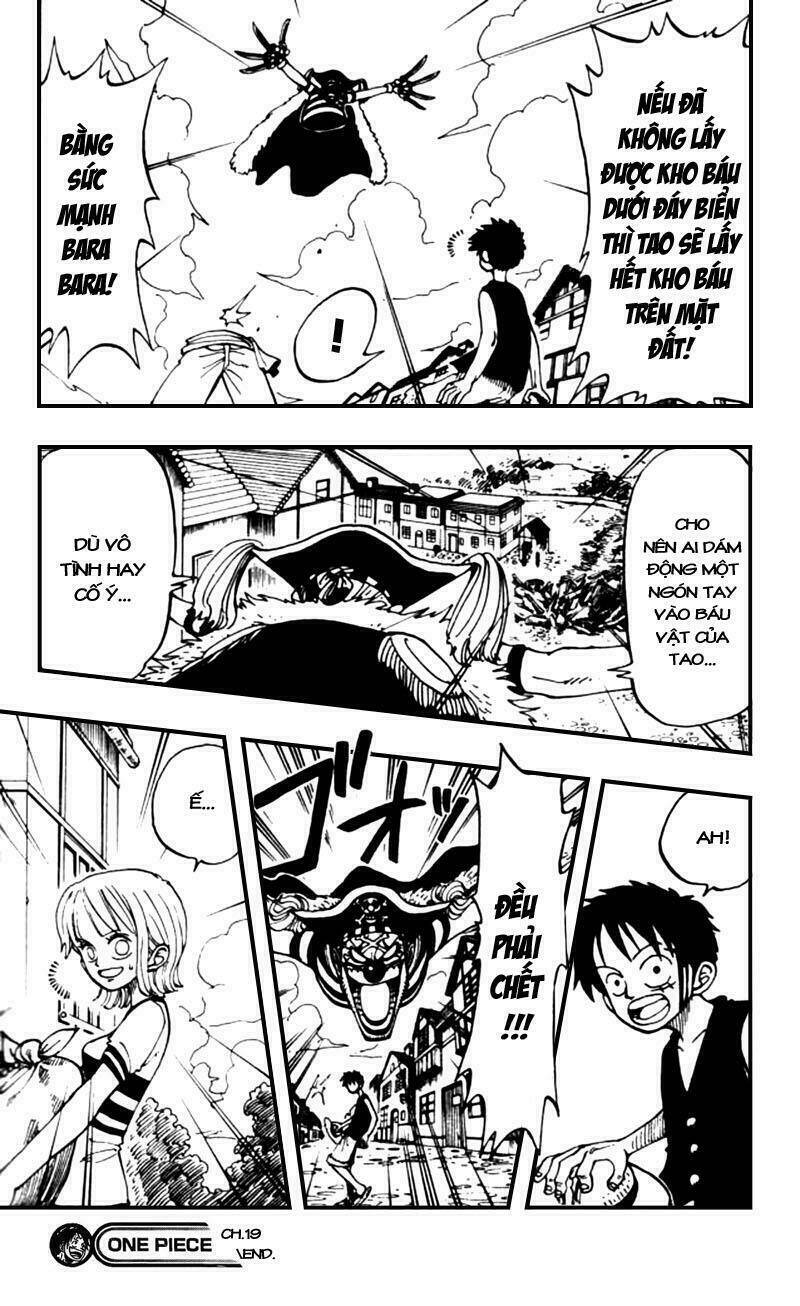 NẾU ĐÃ
KHÔNG LẤY
ĐƯỢC KHO BÁU
DƯỚI ĐÁY BIỂN
THÌ TAO SẼ LẤY
HẾT KHO BÁU
TRÊN MẶT
ĐẤT!
BẰNG
SỨC
MẠNH
BARA
BARA!
!
CHO
NÊN AI DÁM
ĐỘNG MỘT
NGÓN TAY
VÀO BÁU
VẬT CỦA
TAO...
DÙ VÔ
TÌNH HAY
CỐ Ý...
AH!
ĐỀU
PHẢI
CHẾT
!!!
ゴオッ
Ế...
ONE PIECE
CH.19
\END.